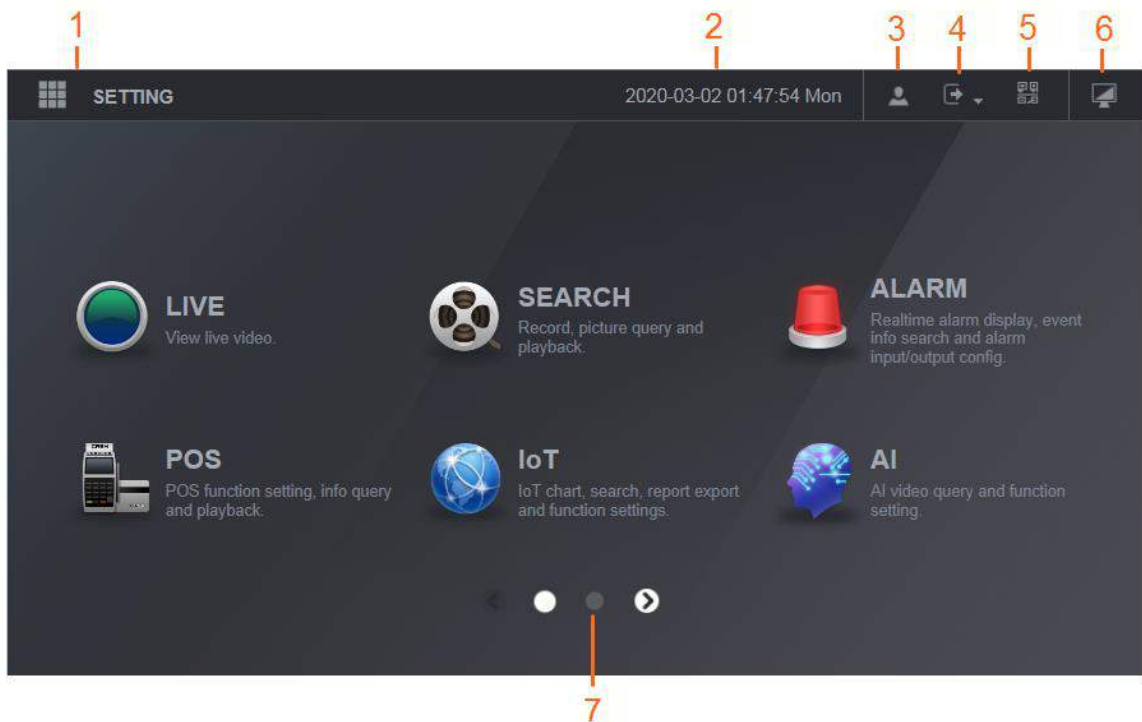 1
2
3
4
5
6
SETTING
2020-03-02 01:47:54 Mon
LIVE
View live video.
SEARCH
Record, picture query and
playback.
ALARM
Realtime alarm display, event
info search and alarm
input/output config.
POS
POS function setting, info query
and playback.
IoT
IoT chart, search, report export
and function settings.
AI
AI video query and function
setting.
7